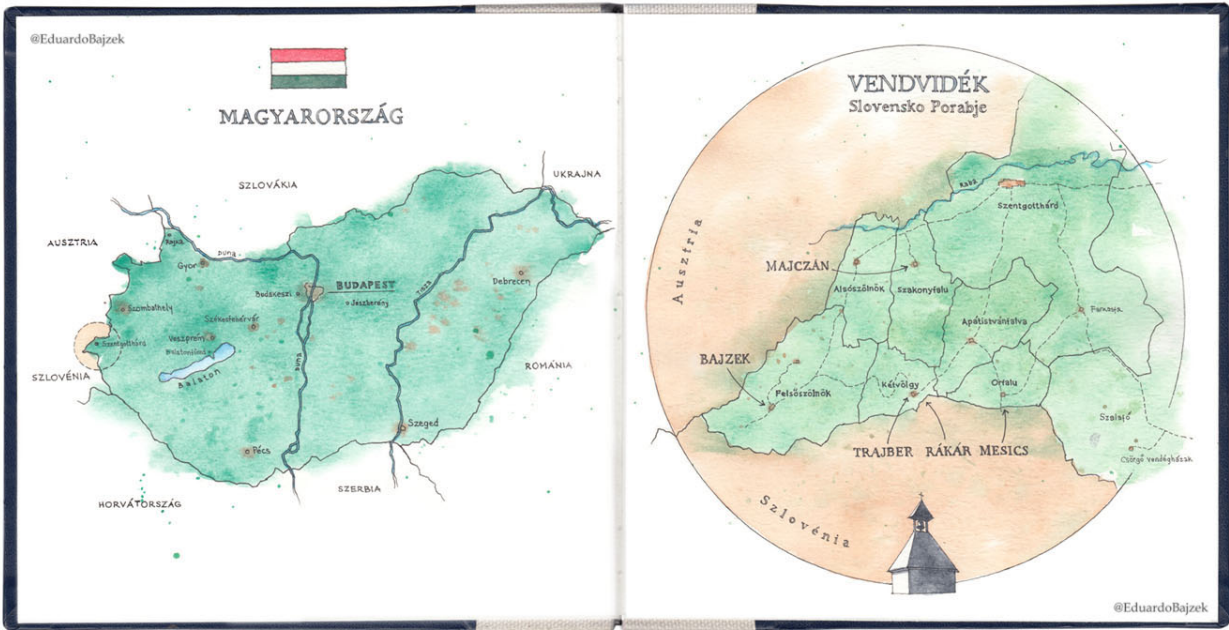 @EduardoBajzek
MAGYARORSZÁG
SZLOVÁKIA
UKRAJNA
AUSZTRIA
Rajka
DUNA
Győr
Budakeszi
BUDAPEST
Jászberény
Debrecen
TISZA
Szombathely
Székesfehérvár
Veszprém
Szentgotthárd
Balaton
DUNA
SZLOVÉNIA
ROMÁNIA
Szeged
Pécs
SZERBIA
HORVÁTORSZÁG
VENDVIDÉK
Slovensko Porabje
Ausztria
RÁBA
Szentgotthárd
MAJCZÁN
Alsószölnök
Szakonyfalu
Apátistvánfalva
Farkasfa
BAJZEK
Felsőszölnök
Kétvölgy
Orfalu
Szalafő
TRAJBER RÁKÁR MESICS
Csörgő vendégházak
Szlovénia
@EduardoBajzek